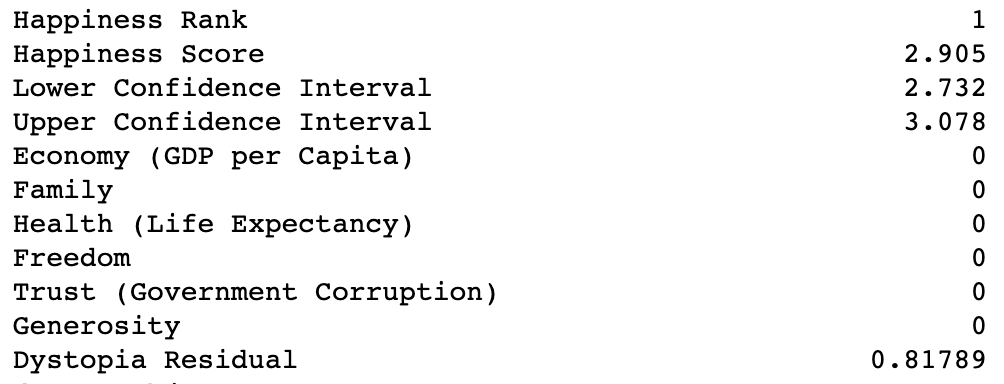 Happiness Rank 1
Happiness Score 2.905
Lower Confidence Interval 2.732
Upper Confidence Interval 3.078
Economy (GDP per Capita) 0
Family 0
Health (Life Expectancy) 0
Freedom 0
Trust (Government Corruption) 0
Generosity 0
Dystopia Residual 0.81789